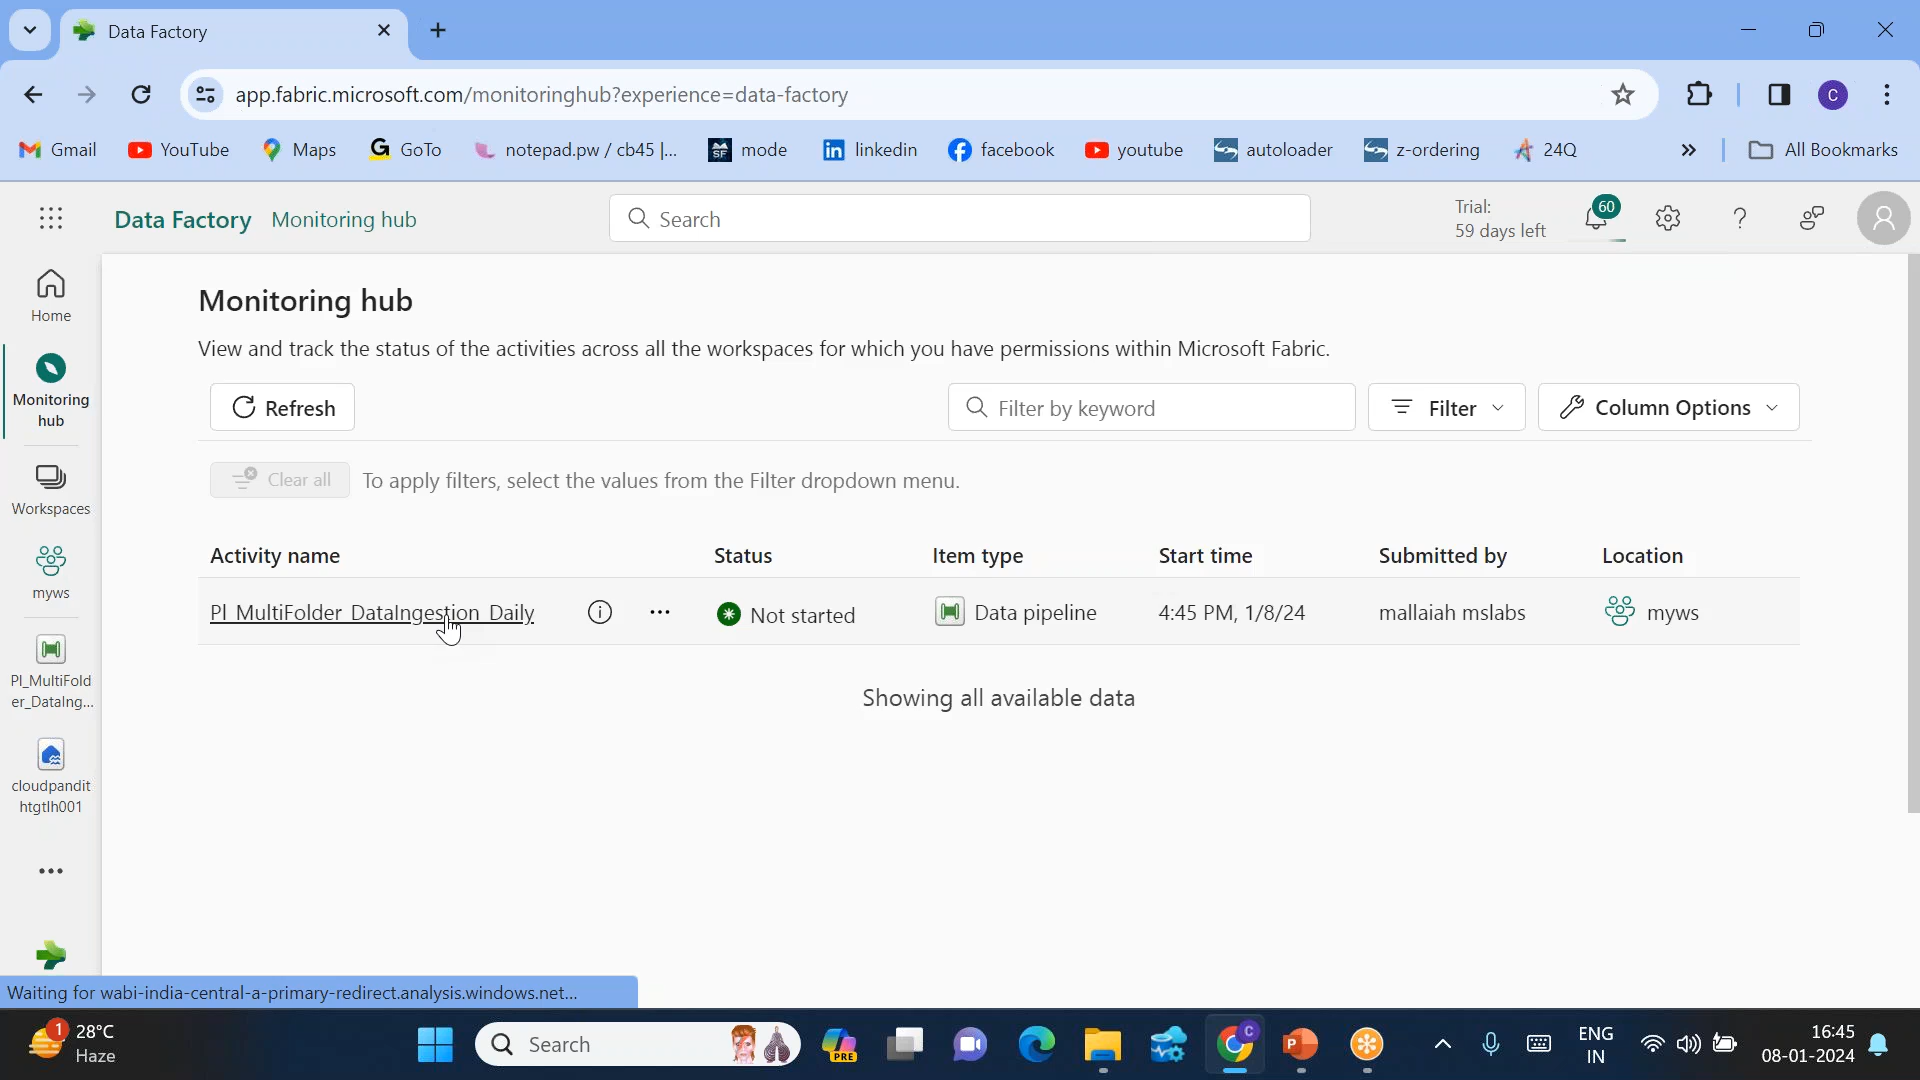 Data Factory
app.fabric.microsoft.com/monitoringhub?experience=data-factory
C
Gmail YouTube Maps GoTo notepad.pw / cb45 |... mode linkedin facebook youtube autoloader z-ordering 24Q » All Bookmarks
Data Factory Monitoring hub Search Trial: 59 days left 60
Home
Monitoring hub
Workspaces
myws
Pl_MultiFold
er_DataIng...
cloudpandit
htgtlh001
Monitoring hub
View and track the status of the activities across all the workspaces for which you have permissions within Microsoft Fabric.
Refresh Filter by keyword Filter Column Options
Clear all To apply filters, select the values from the Filter dropdown menu.
Activity name Status Item type Start time Submitted by Location
Pl_MultiFolder_DataIngestion_Daily Not started Data pipeline 4:45 PM, 1/8/24 mallaiah mslabs myws
Showing all available data
Waiting for wabi-india-central-a-primary-redirect.analysis.windows.net...
1 28°C
Haze
Search
PRE
C
ENG
IN
16:45
08-01-2024